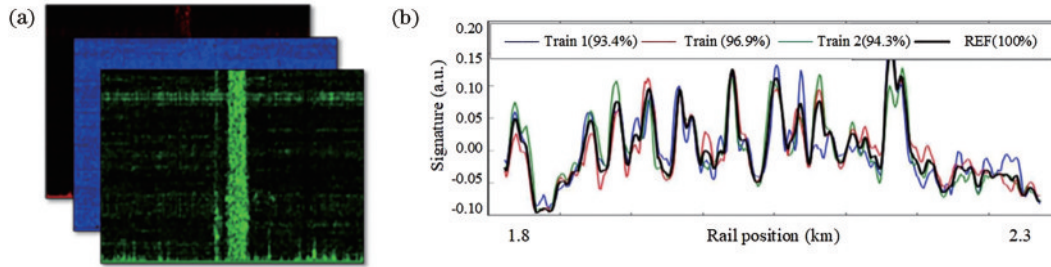 (a)
(b)
0.20
0.15
0.10
0.05
0.00
-0.05
-0.10
Signature (a.u.)
Train 1(93.4%) Train (96.9%) Train 2(94.3%) REF(100%)
1.8 Rail position (km) 2.3